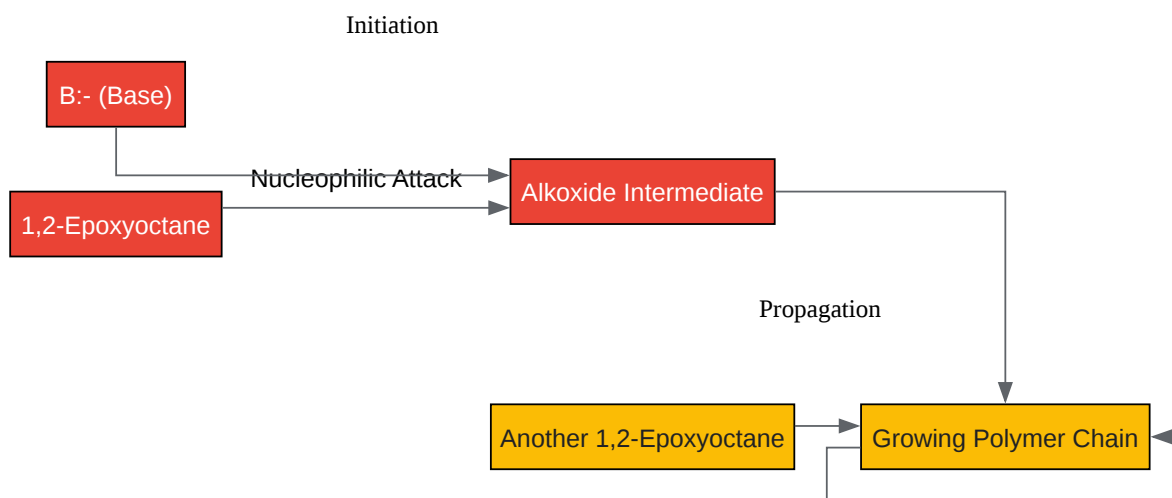 Initiation
B:- (Base)
Nucleophilic Attack
Alkoxide Intermediate
1,2-Epoxyoctane
Propagation
Another 1,2-Epoxyoctane
Growing Polymer Chain